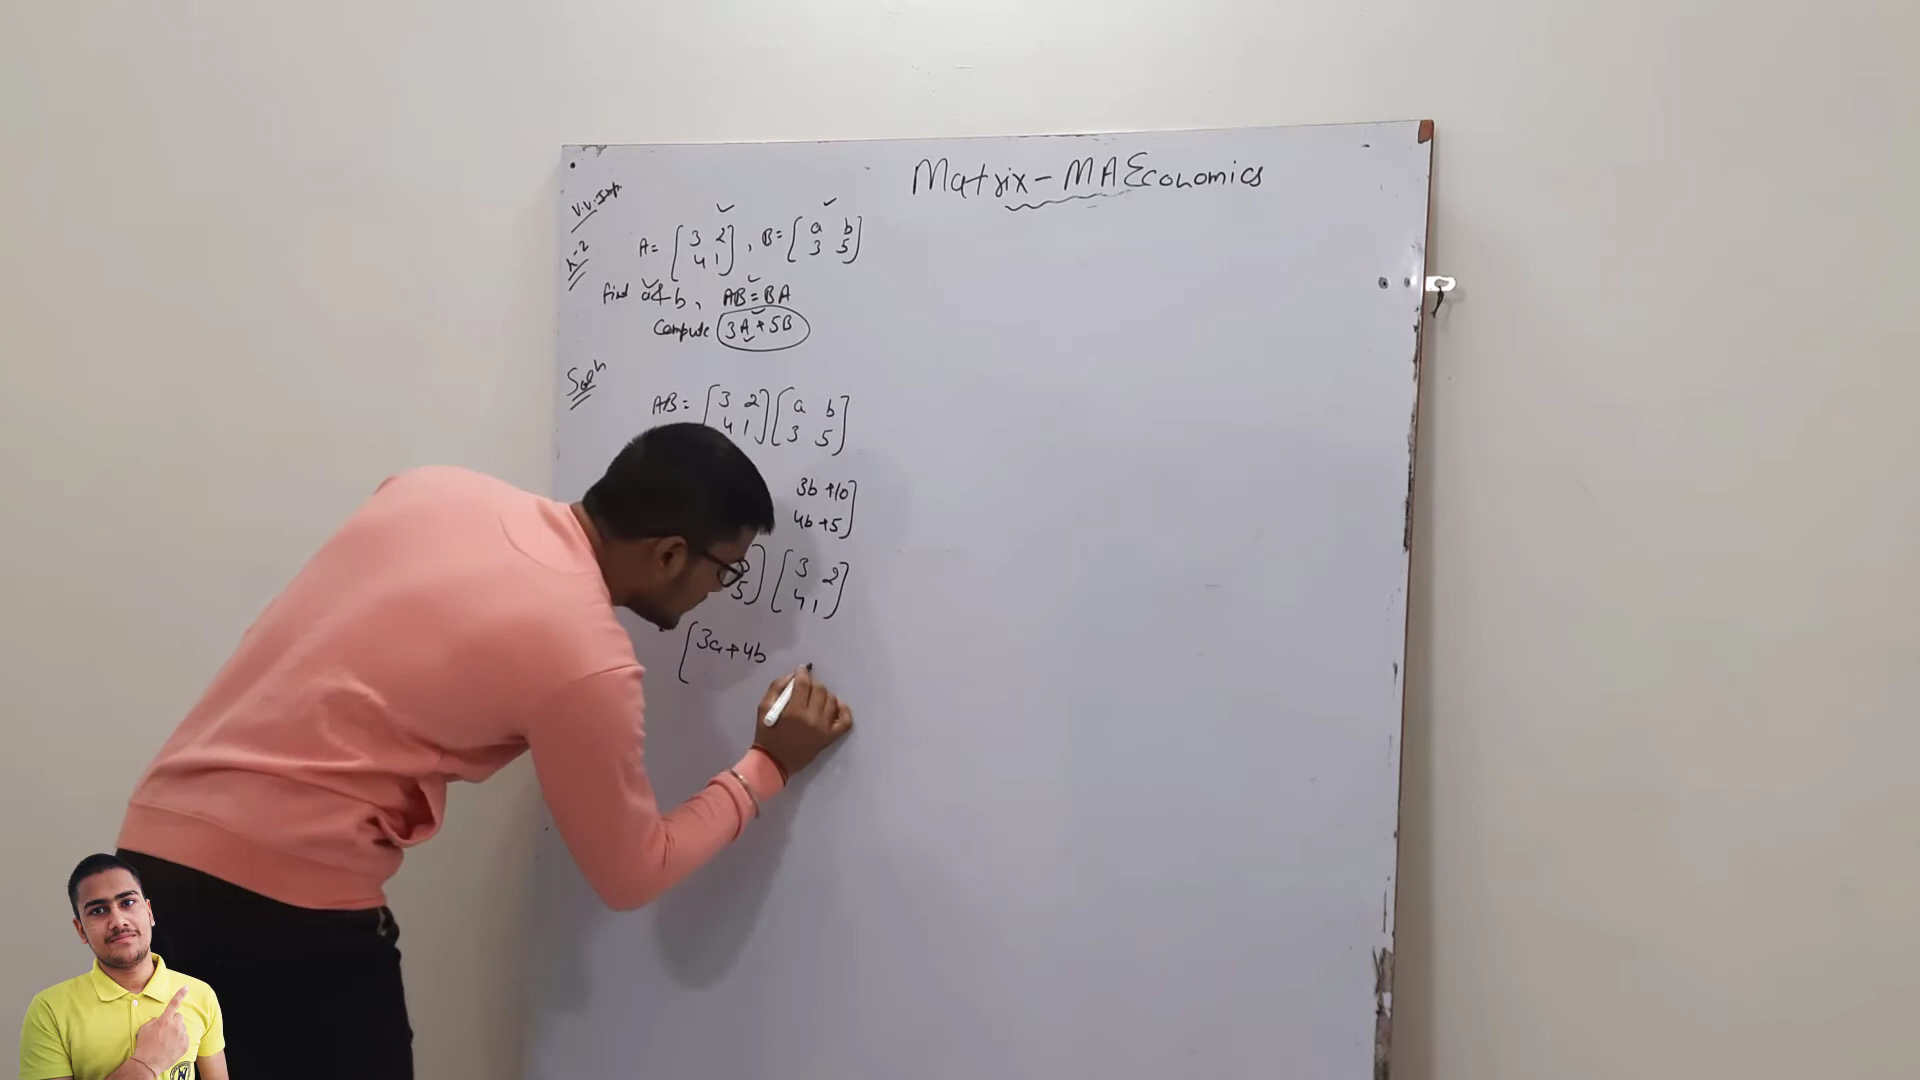 Matrix - MA Economics
V.V. Imp.
A = [3 2
4 1], B = [a b
3 5]
find a & b, AB = BA
Compute 3A + 5B
Solⁿ
AB = [3 2
4 1] [a b
3 5]
3b + 10
4b + 5]
5] [3 2
4 1]
[3a + 4b